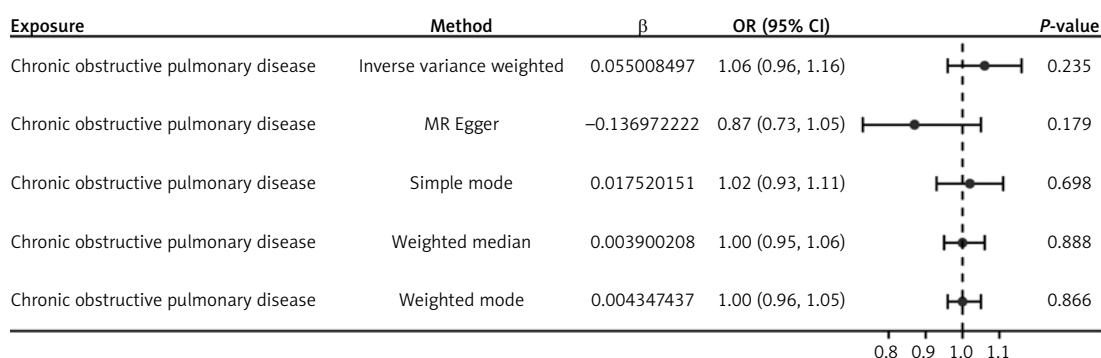 Exposure Method β OR (95% CI) P-value
Chronic obstructive pulmonary disease Inverse variance weighted 0.055008497 1.06 (0.96, 1.16) 0.235
Chronic obstructive pulmonary disease MR Egger −0.136972222 0.87 (0.73, 1.05) 0.179
Chronic obstructive pulmonary disease Simple mode 0.017520151 1.02 (0.93, 1.11) 0.698
Chronic obstructive pulmonary disease Weighted median 0.003900208 1.00 (0.95, 1.06) 0.888
Chronic obstructive pulmonary disease Weighted mode 0.004347437 1.00 (0.96, 1.05) 0.866
0.8 0.9 1.0 1.1